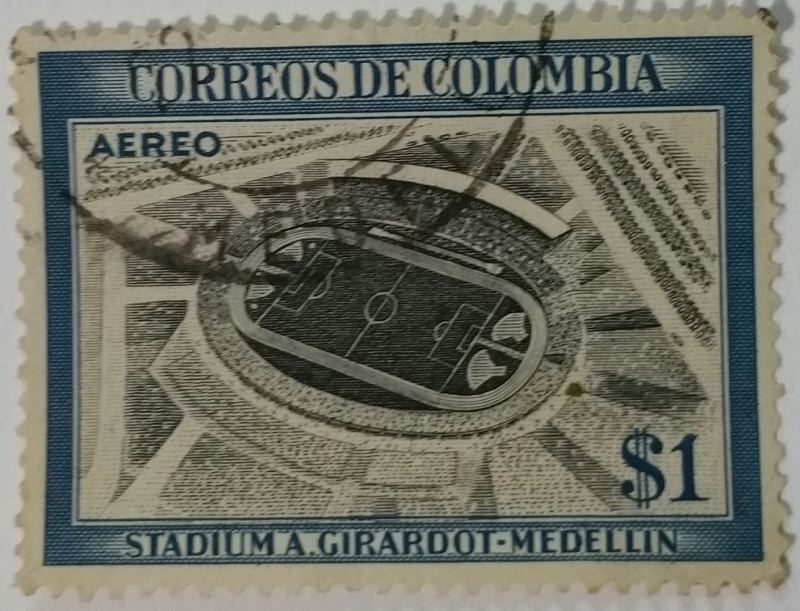 CORREOS DE COLOMBIA
AEREO
$1
STADIUM A.GIRARDOT-MEDELLIN